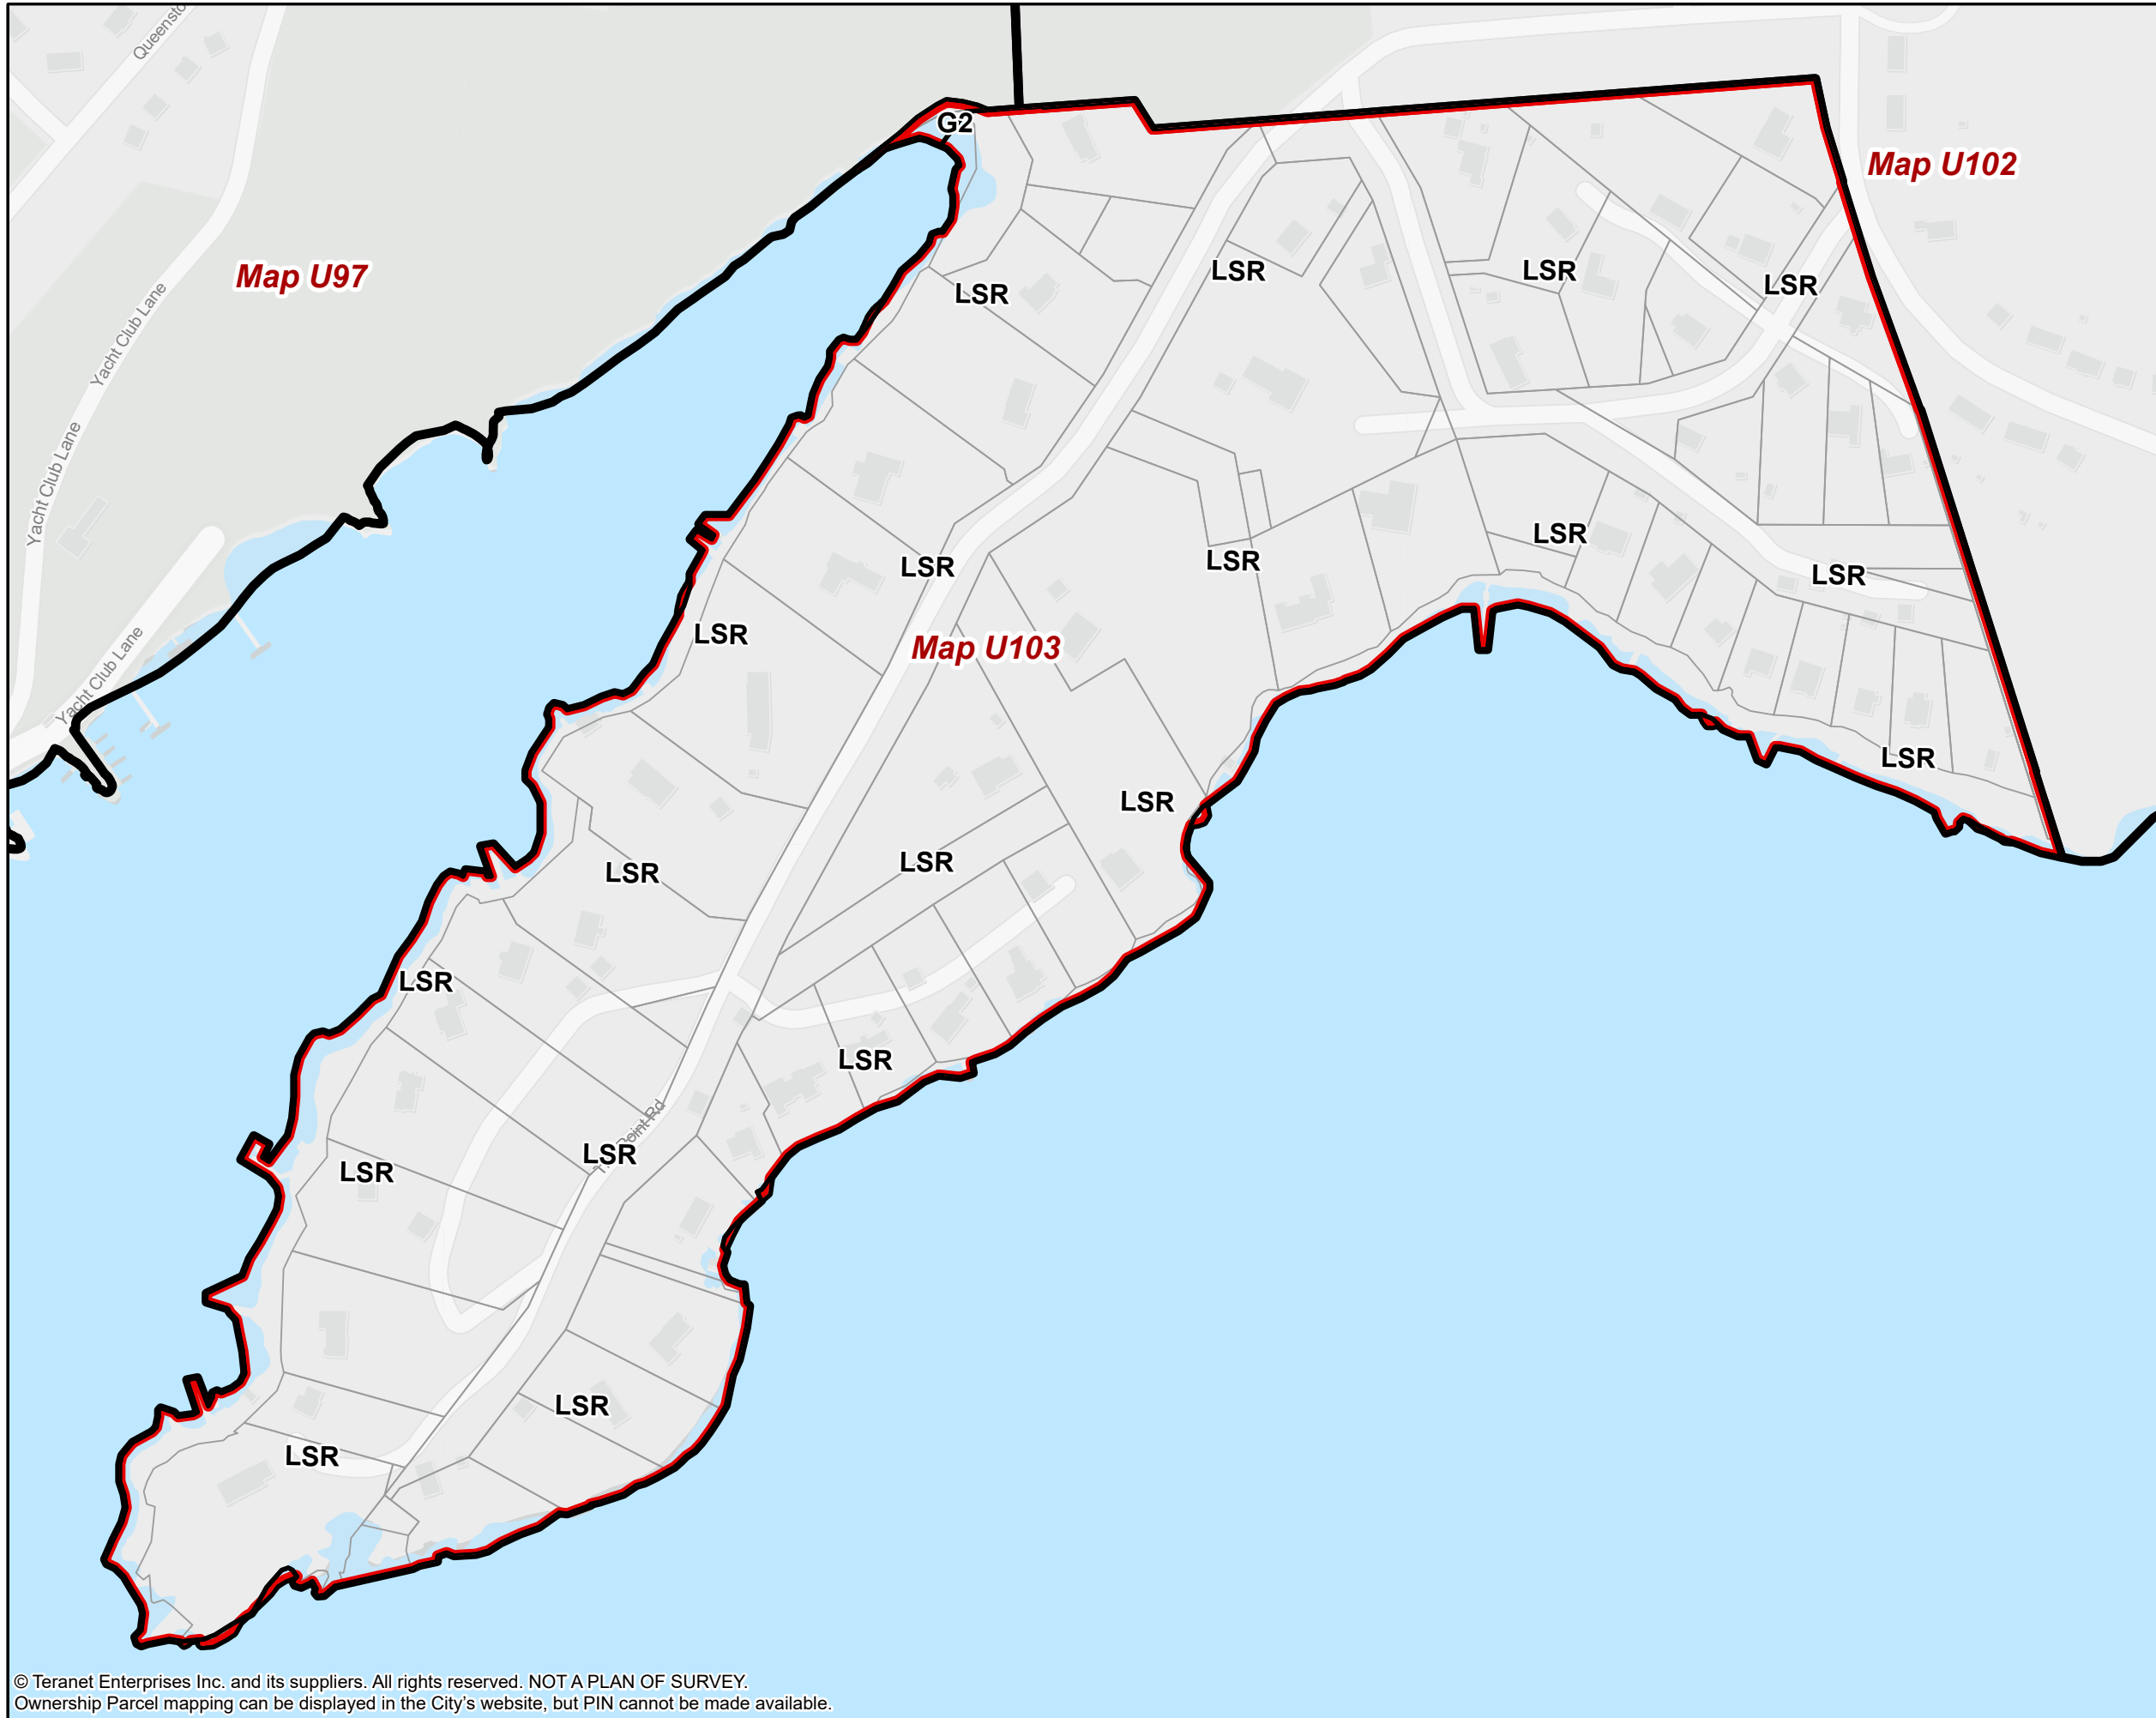 G2
Map U102
Map U97
LSR
LSR
LSR
LSR
Yacht Club Lane
Yacht Club Lane
LSR
LSR
LSR
LSR
LSR
Map U103
Yacht Club Lane
LSR
LSR
LSR
LSR
LSR
LSR
Point Rd
LSR
LSR
LSR
LSR
© Teranet Enterprises Inc. and its suppliers. All rights reserved. NOT A PLAN OF SURVEY.
Ownership Parcel mapping can be displayed in the City's website, but PIN cannot be made available.